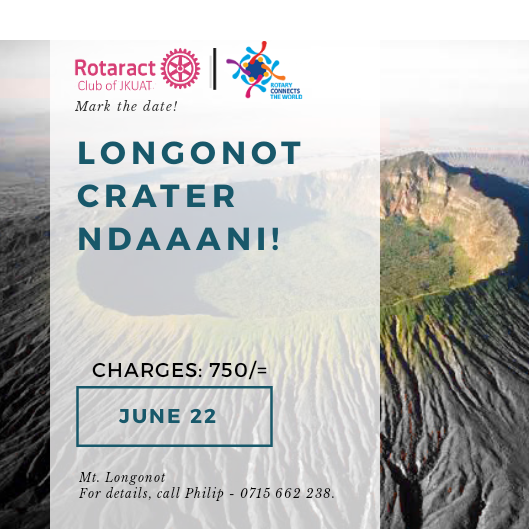 Rotaract
Club of JKUAT
ROTARY
CONNECTS
THE WORLD
Mark the date!
LONGONOT
CRATER
NDAAANI!
CHARGES: 750/=
JUNE 22
Mt. Longonot
For details, call Philip - 0715 662 238.